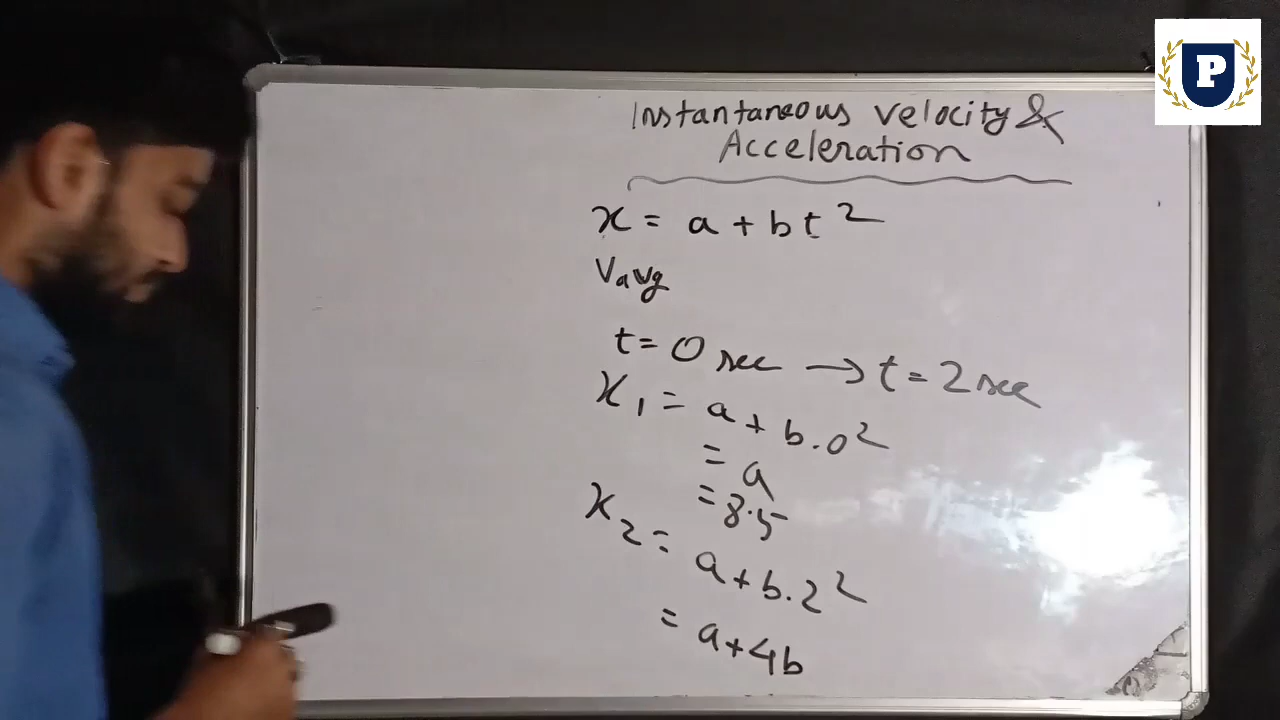 P
Instantaneous velocity &
Acceleration
x = a + bt²
Vavg
t = 0 sec → t = 2 sec
x₁ = a + b.0²
= a
= 8.5
x₂ = a + b.2²
= a + 4b